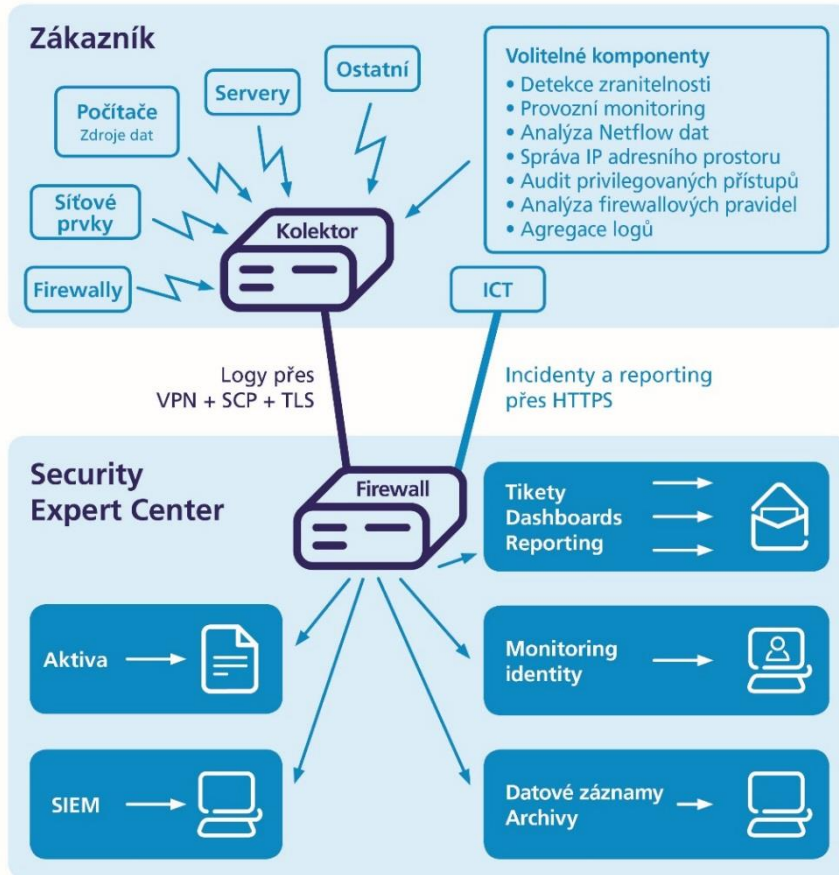 Zákazník
Ostatní
Servery
Počítače
Zdroje dat
Síťové
prvky
Firewally
Kolektor
Volitelné komponenty
• Detekce zranitelnosti
• Provozní monitoring
• Analýza Netflow dat
• Správa IP adresního prostoru
• Audit privilegovaných přístupů
• Analýza firewallových pravidel
• Agregace logů
ICT
Logy přes
VPN + SCP + TLS
Incidenty a reporting
přes HTTPS
Security
Expert Center
Firewall
Tikety
Dashboards
Reporting
Aktiva
Monitoring
identity
SIEM
Datové záznamy
Archivy